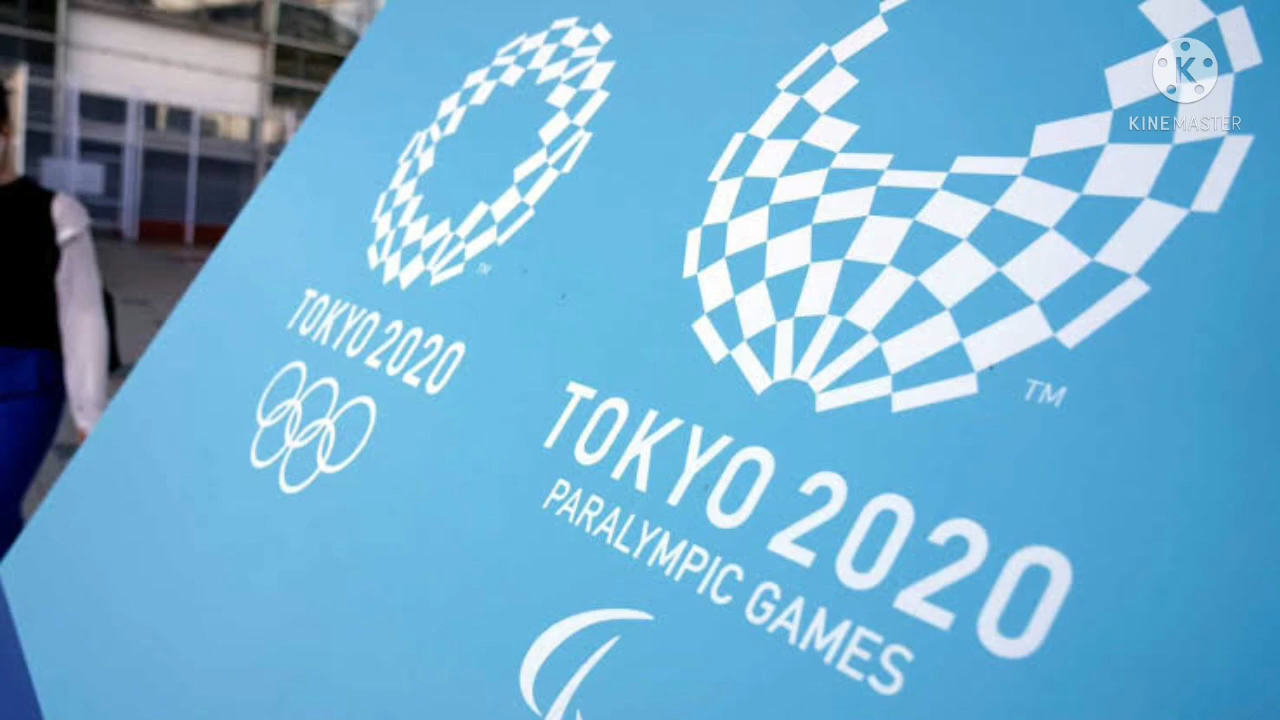 TOKYO 2020
TM
TOKYO 2020
PARALYMPIC GAMES
TM
K
KINEMASTER